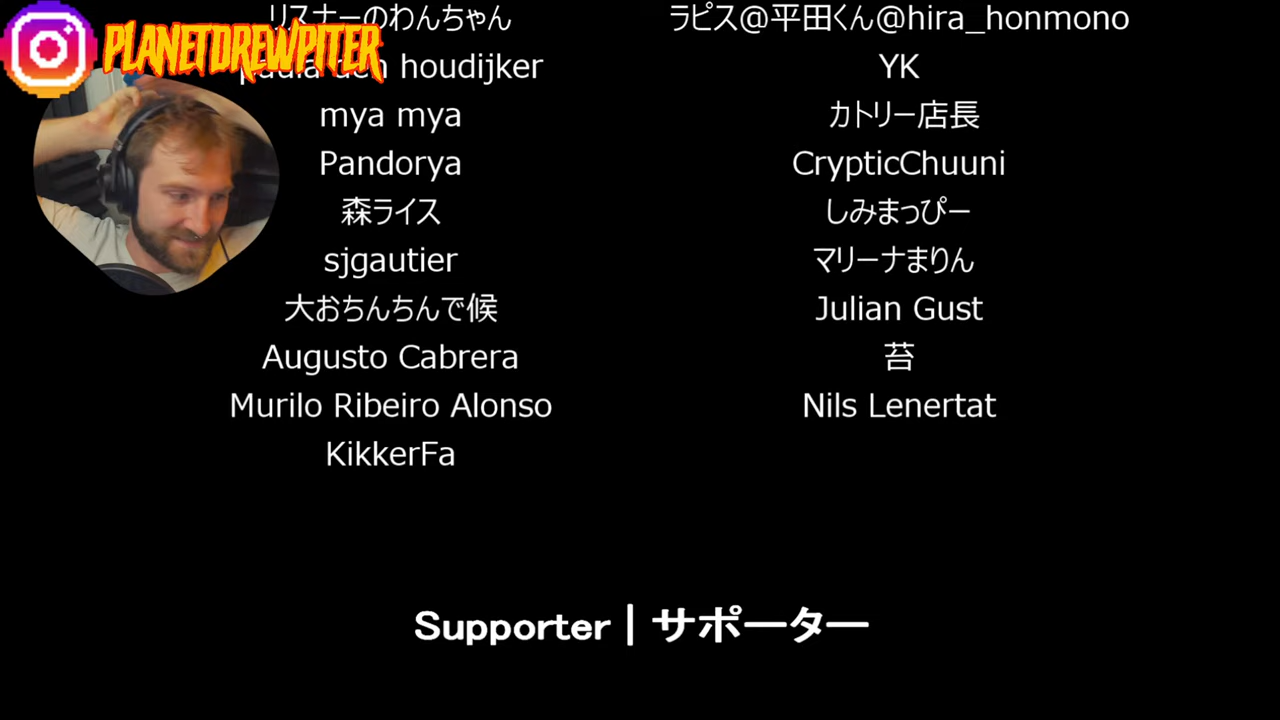 リスナーのわんちゃん
ラピス@平田くん@hira_honmono
PLANETDREWPITER
houdijker
YK
mya mya
カトリー店長
Pandorya
CrypticChuuni
森ライス
しみまっぴー
sjgautier
マリーナまりん
大おちんちんで候
Julian Gust
Augusto Cabrera
苔
Murilo Ribeiro Alonso
Nils Lenertat
KikkerFa
Supporter | サポーター